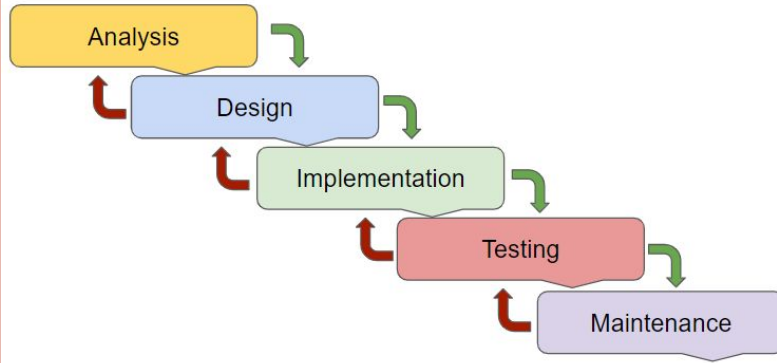 Analysis
Design
Implementation
Testing
Maintenance